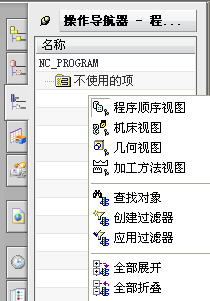 操作导航器 - 程...
名称
NC_PROGRAM
不使用的项
程序顺序视图
机床视图
几何视图
加工方法视图
查找对象
创建过滤器
应用过滤器
全部展开
全部折叠